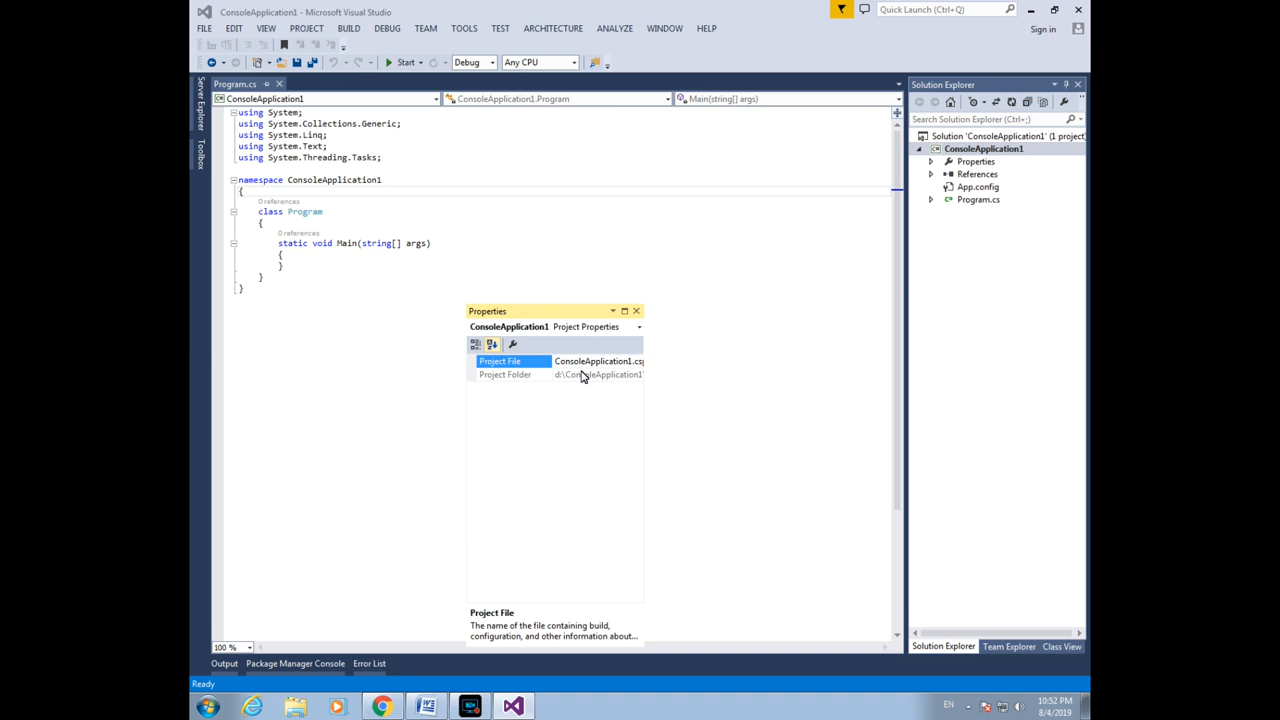 ConsoleApplication1 - Microsoft Visual Studio
Quick Launch (Ctrl+Q)
FILE EDIT VIEW PROJECT BUILD DEBUG TEAM TOOLS TEST ARCHITECTURE ANALYZE WINDOW HELP
Sign in
Start Debug Any CPU
Server Explorer
Toolbox
Program.cs
ConsoleApplication1 ConsoleApplication1.Program Main(string[] args)
using System;
using System.Collections.Generic;
using System.Linq;
using System.Text;
using System.Threading.Tasks;
namespace ConsoleApplication1
{
0 references
class Program
{
0 references
static void Main(string[] args)
{
}
}
}
Properties
ConsoleApplication1 Project Properties
Project File ConsoleApplication1.csp
Project Folder d:\ConsoleApplication1\
Project File
The name of the file containing build,
configuration, and other information about...
Solution Explorer
Search Solution Explorer (Ctrl+;)
Solution 'ConsoleApplication1' (1 project)
ConsoleApplication1
Properties
References
App.config
Program.cs
Solution Explorer Team Explorer Class View
100 %
Output Package Manager Console Error List
Ready
EN
10:52 PM
8/4/2019